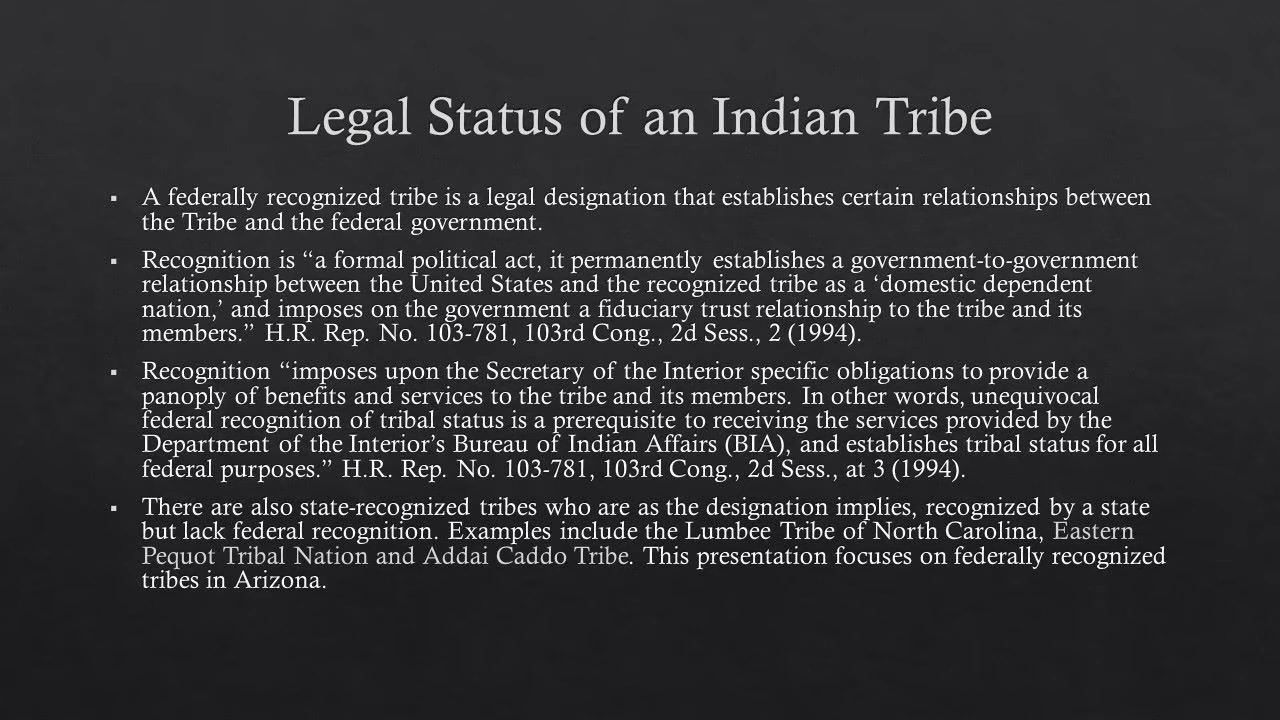 Legal Status of an Indian Tribe
▪ A federally recognized tribe is a legal designation that establishes certain relationships between
the Tribe and the federal government.
▪ Recognition is “a formal political act, it permanently establishes a government-to-government
relationship between the United States and the recognized tribe as a ‘domestic dependent
nation,’ and imposes on the government a fiduciary trust relationship to the tribe and its
members.” H.R. Rep. No. 103-781, 103rd Cong., 2d Sess., 2 (1994).
▪ Recognition “imposes upon the Secretary of the Interior specific obligations to provide a
panoply of benefits and services to the tribe and its members. In other words, unequivocal
federal recognition of tribal status is a prerequisite to receiving the services provided by the
Department of the Interior’s Bureau of Indian Affairs (BIA), and establishes tribal status for all
federal purposes.” H.R. Rep. No. 103-781, 103rd Cong., 2d Sess., at 3 (1994).
▪ There are also state-recognized tribes who are as the designation implies, recognized by a state
but lack federal recognition. Examples include the Lumbee Tribe of North Carolina, Eastern
Pequot Tribal Nation and Addai Caddo Tribe. This presentation focuses on federally recognized
tribes in Arizona.